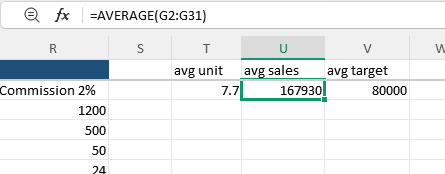 fx =AVERAGE(G2:G31)
R S T U V W
avg unit avg sales avg target
Commission 2% 7.7 167930 80000
1200
500
50
24